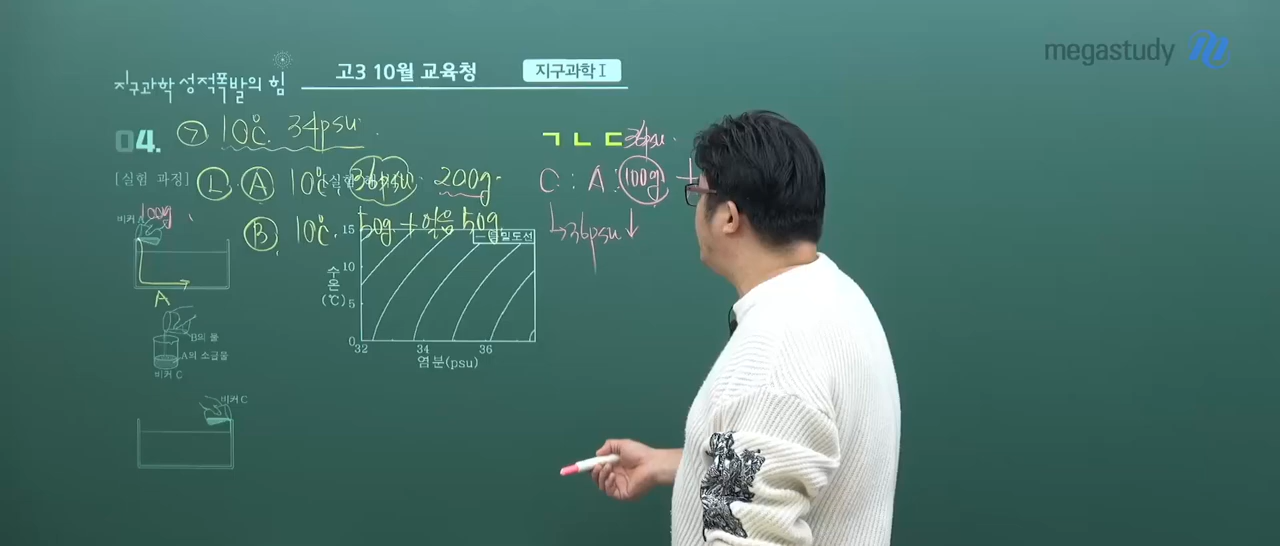 megastudy
지구과학 성적폭발의 힘
고3 10월 교육청
지구과학 I
04.
ㄱ 10℃ 34psu
ㄱ ㄴ ㄷ
36psu
[실험 과정]
ㄴ A 10℃ 36psu 200g
C : A : 100g +
비커 A
100g
B 10℃ 50g + 얼음 50g
↳ 36psu ↓
15
등밀도선
10
수온(℃)
5
0
32 34 36
염분(psu)
A
B의 물
A의 소금물
비커 C
비커 C